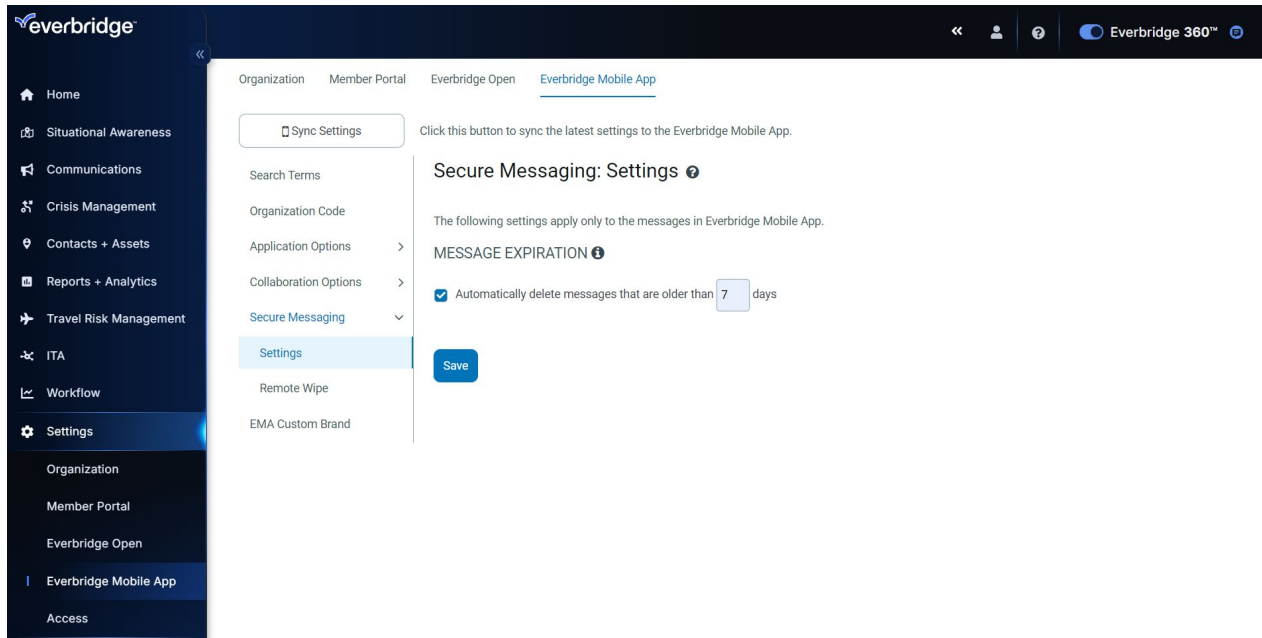 everbridge
Everbridge 360™
Home
Situational Awareness
Communications
Crisis Management
Contacts + Assets
Reports + Analytics
Travel Risk Management
ITA
Workflow
Settings
Organization
Member Portal
Everbridge Open
Everbridge Mobile App
Access
Organization Member Portal Everbridge Open Everbridge Mobile App
Sync Settings Click this button to sync the latest settings to the Everbridge Mobile App.
Search Terms
Organization Code
Application Options
Collaboration Options
Secure Messaging
Settings
Remote Wipe
EMA Custom Brand
Secure Messaging: Settings
The following settings apply only to the messages in Everbridge Mobile App.
MESSAGE EXPIRATION
Automatically delete messages that are older than 7 days
Save